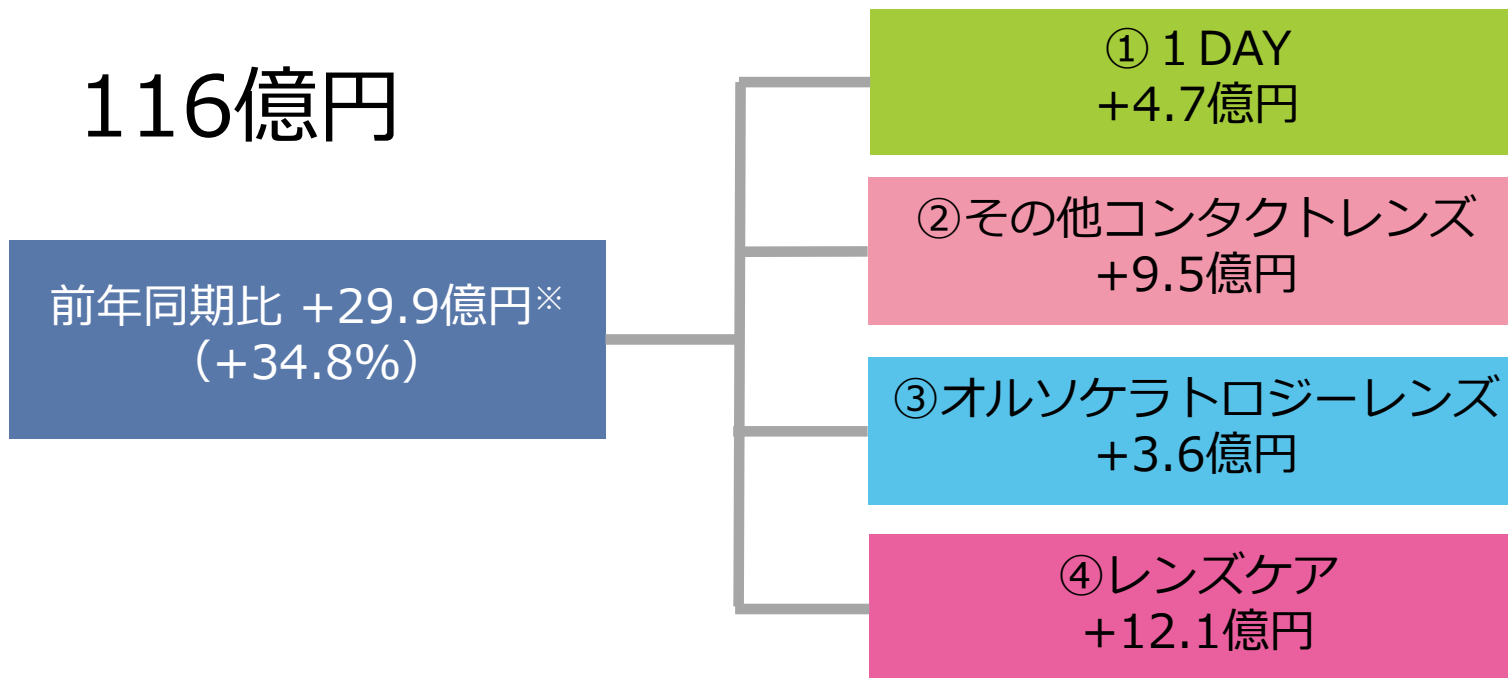 116億円
前年同期比 +29.9億円※
（+34.8%）
①１DAY
+4.7億円
②その他コンタクトレンズ
+9.5億円
③オルソケラトロジーレンズ
+3.6億円
④レンズケア
+12.1億円